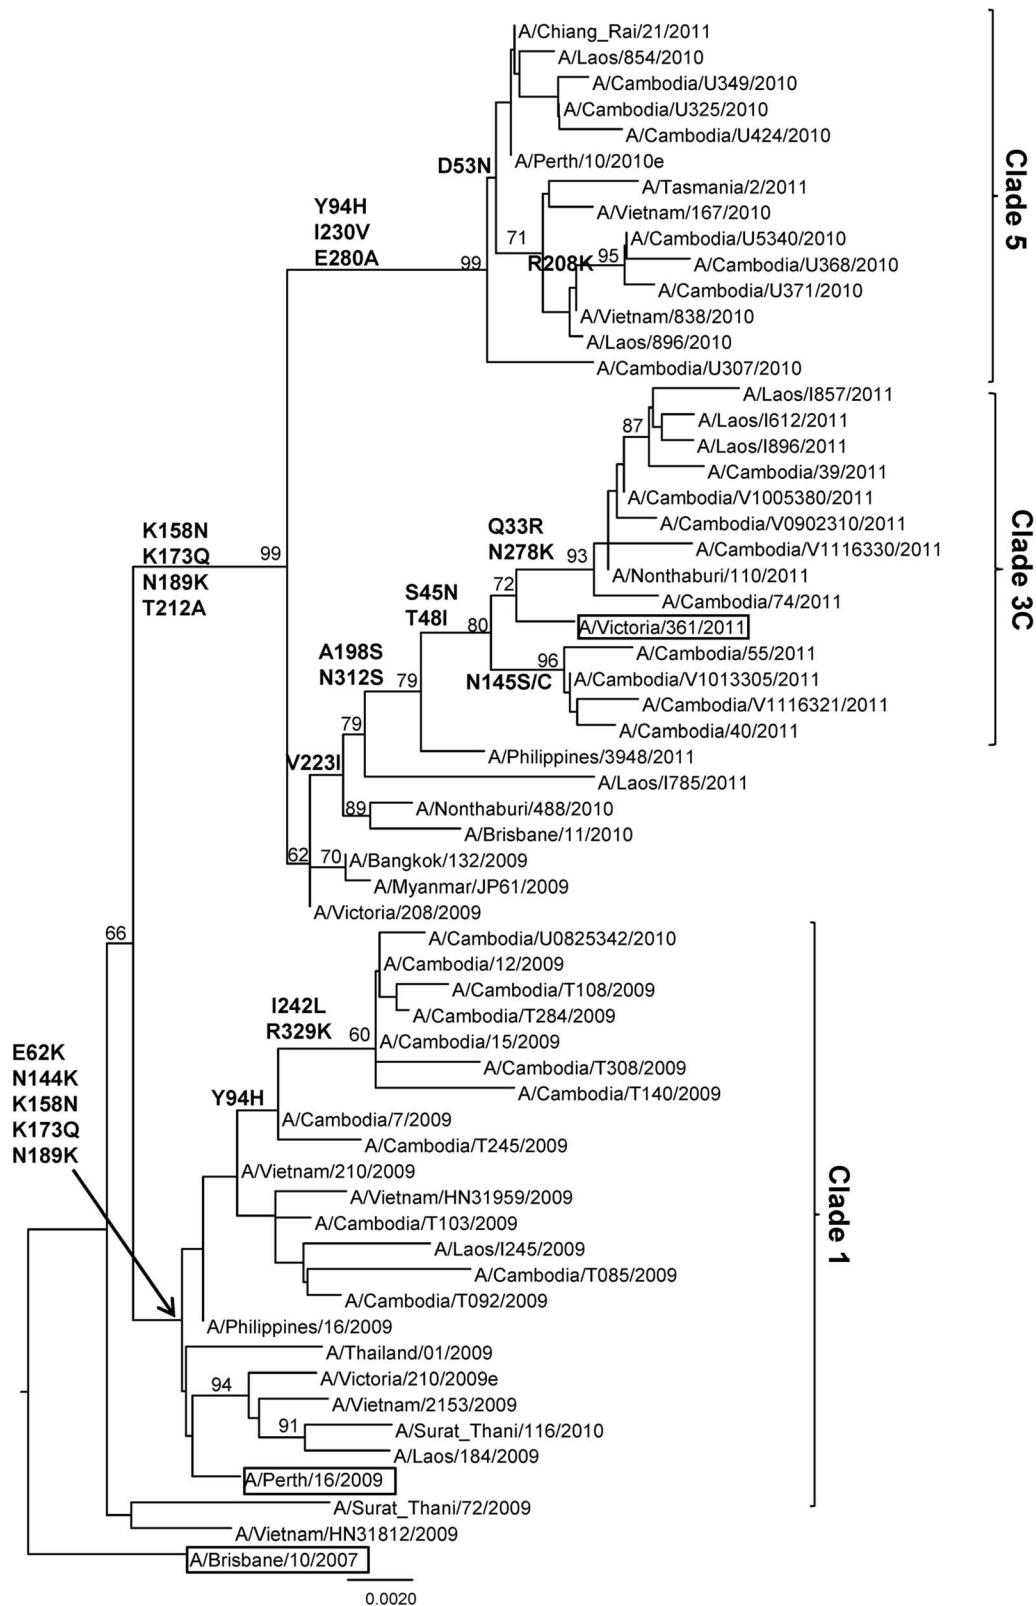 A/Chiang_Rai/21/2011
A/Laos/854/2010
A/Cambodia/U349/2010
A/Cambodia/U325/2010
A/Cambodia/U424/2010
A/Perth/10/2010e
D53N
A/Tasmania/2/2011
A/Vietnam/167/2010
Y94H
I230V
E280A
99
71
R208K
95
A/Cambodia/U5340/2010
A/Cambodia/U368/2010
A/Cambodia/U371/2010
A/Vietnam/838/2010
A/Laos/896/2010
A/Cambodia/U307/2010
Clade 5
A/Laos/I857/2011
A/Laos/I612/2011
87
A/Laos/I896/2011
A/Cambodia/39/2011
A/Cambodia/V1005380/2011
A/Cambodia/V0902310/2011
Q33R
N278K
93
A/Cambodia/V1116330/2011
A/Nonthaburi/110/2011
A/Cambodia/74/2011
72
A/Victoria/361/2011
K158N
K173Q
N189K
T212A
99
S45N
T48I
80
A/Cambodia/55/2011
96
N145S/C
A/Cambodia/V1013305/2011
A/Cambodia/V1116321/2011
A/Cambodia/40/2011
Clade 3C
A198S
N312S
79
A/Philippines/3948/2011
79
A/Laos/I785/2011
V223I
89
A/Nonthaburi/488/2010
A/Brisbane/11/2010
62
70
A/Bangkok/132/2009
A/Myanmar/JP61/2009
A/Victoria/208/2009
66
A/Cambodia/U0825342/2010
A/Cambodia/12/2009
A/Cambodia/T108/2009
A/Cambodia/T284/2009
I242L
R329K
60
A/Cambodia/15/2009
A/Cambodia/T308/2009
A/Cambodia/T140/2009
Y94H
A/Cambodia/7/2009
A/Cambodia/T245/2009
E62K
N144K
K158N
K173Q
N189K
A/Vietnam/210/2009
A/Vietnam/HN31959/2009
A/Cambodia/T103/2009
A/Laos/I245/2009
A/Cambodia/T085/2009
A/Cambodia/T092/2009
A/Philippines/16/2009
A/Thailand/01/2009
94
A/Victoria/210/2009e
A/Vietnam/2153/2009
91
A/Surat_Thani/116/2010
A/Laos/184/2009
A/Perth/16/2009
Clade 1
A/Surat_Thani/72/2009
A/Vietnam/HN31812/2009
A/Brisbane/10/2007
0.0020